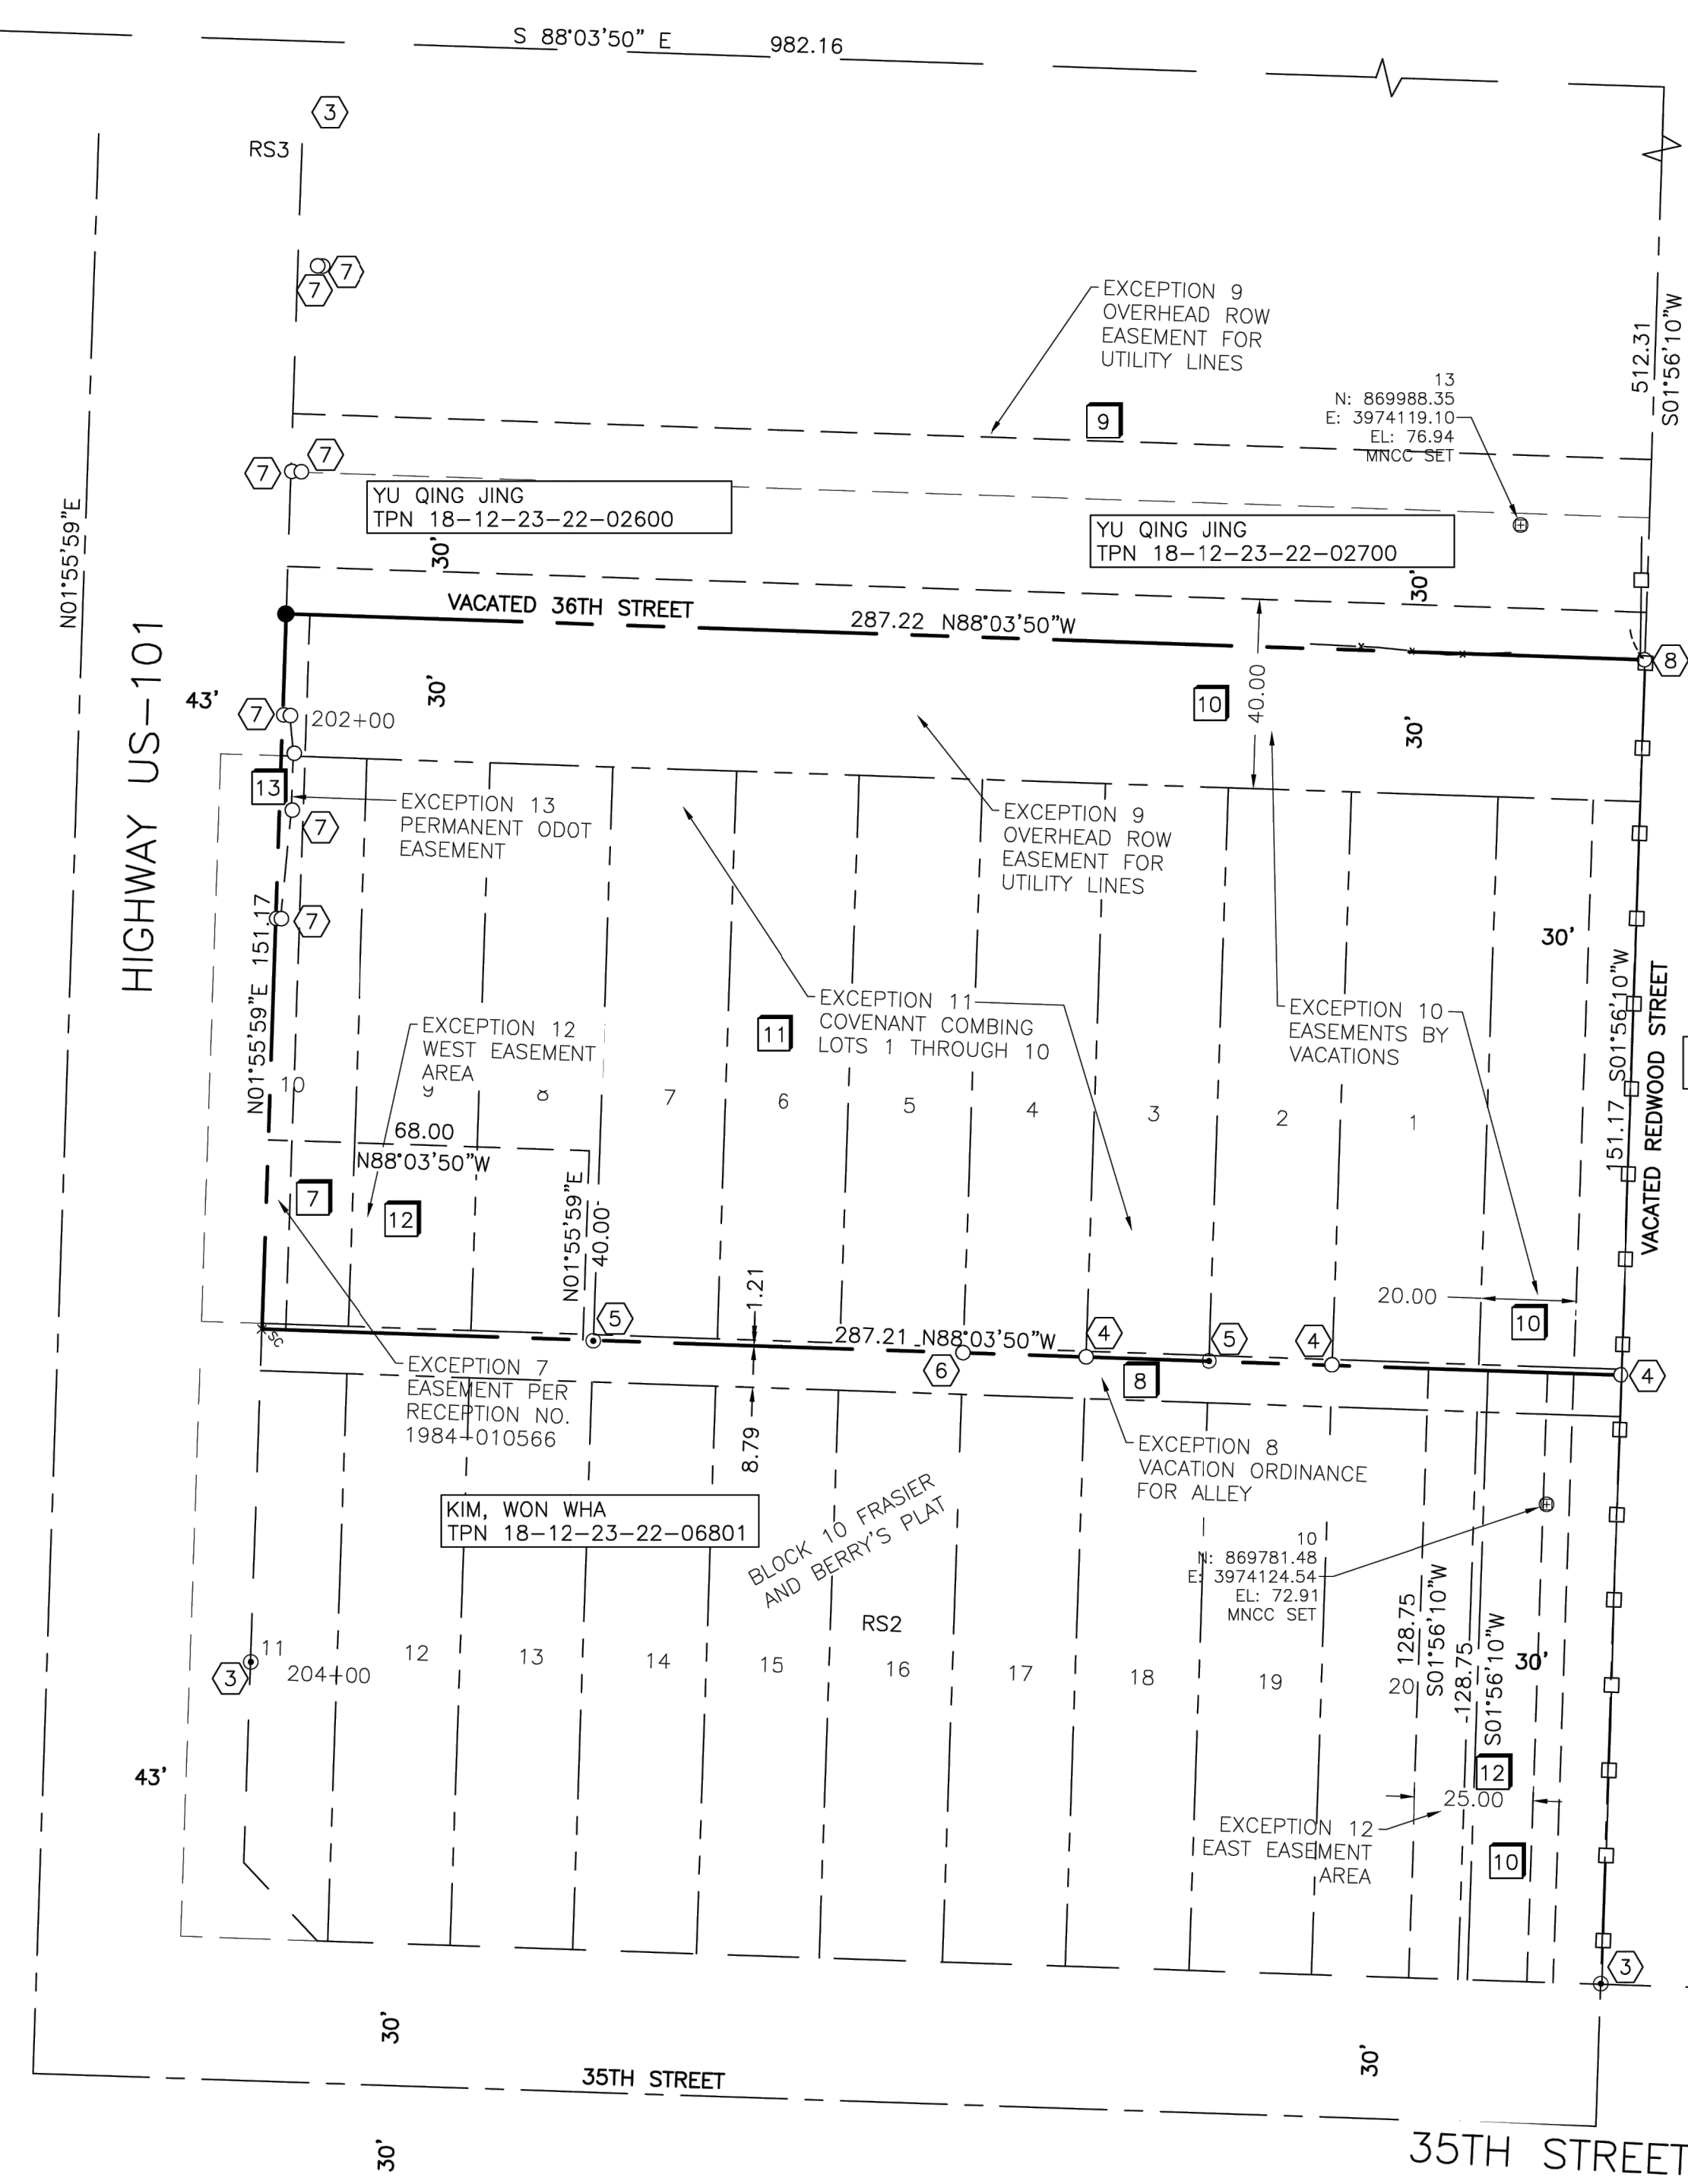 S 88°03'50" E 982.16
3
RS3
7
7
N01°55'59"E
HIGHWAY US-101
512.31
S01°56'10"W
EXCEPTION 9
OVERHEAD ROW
EASEMENT FOR
UTILITY LINES
9
13
N: 869988.35
E: 3974119.10
EL: 76.94
MNCC SET
7
7
YU QING JING
TPN 18-12-23-22-02600
30'
YU QING JING
TPN 18-12-23-22-02700
30'
VACATED 36TH STREET
287.22 N88°03'50"W
8
43'
30'
7
202+00
10
40.00
30'
13
EXCEPTION 13
PERMANENT ODOT
EASEMENT
7
EXCEPTION 9
OVERHEAD ROW
EASEMENT FOR
UTILITY LINES
7
30'
N01°55'59"E 151.17
EXCEPTION 12
WEST EASEMENT
AREA
11
EXCEPTION 11
COVENANT COMBING
LOTS 1 THROUGH 10
EXCEPTION 10
EASEMENTS BY
VACATIONS
151.17 S01°56'10"W
VACATED REDWOOD STREET
10
9
8
7
6
5
4
3
2
1
68.00
N88°03'50"W
7
12
N01°55'59"E
40.00
1.21
20.00
10
SC
5
287.21 N88°03'50"W
6
4
5
4
4
8
EXCEPTION 7
EASEMENT PER
RECEPTION NO.
1984-010566
8.79
EXCEPTION 8
VACATION ORDINANCE
FOR ALLEY
KIM, WON WHA
TPN 18-12-23-22-06801
BLOCK 10 FRASIER
AND BERRY'S PLAT
RS2
10
N: 869781.48
E: 3974124.54
EL: 72.91
MNCC SET
128.75
S01°56'10"W
128.75
S01°56'10"W
30'
3
11
204+00
12
13
14
15
16
17
18
19
20
43'
12
25.00
EXCEPTION 12
EAST EASEMENT
AREA
10
3
30'
30'
35TH STREET
30'
35TH STREET